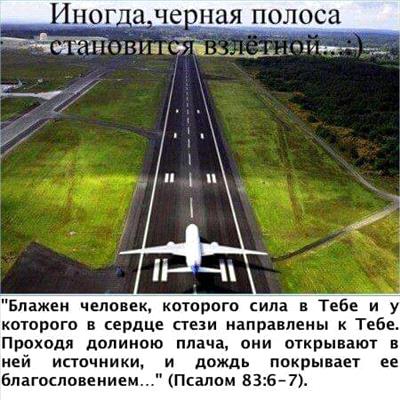 Иногда,черная полоса
становится взлётной...:)
"Блажен человек, которого сила в Тебе и у
которого в сердце стези направлены к Тебе.
Проходя долиною плача, они открывают в
ней источники, и дождь покрывает ее
благословением…" (Псалом 83:6-7).